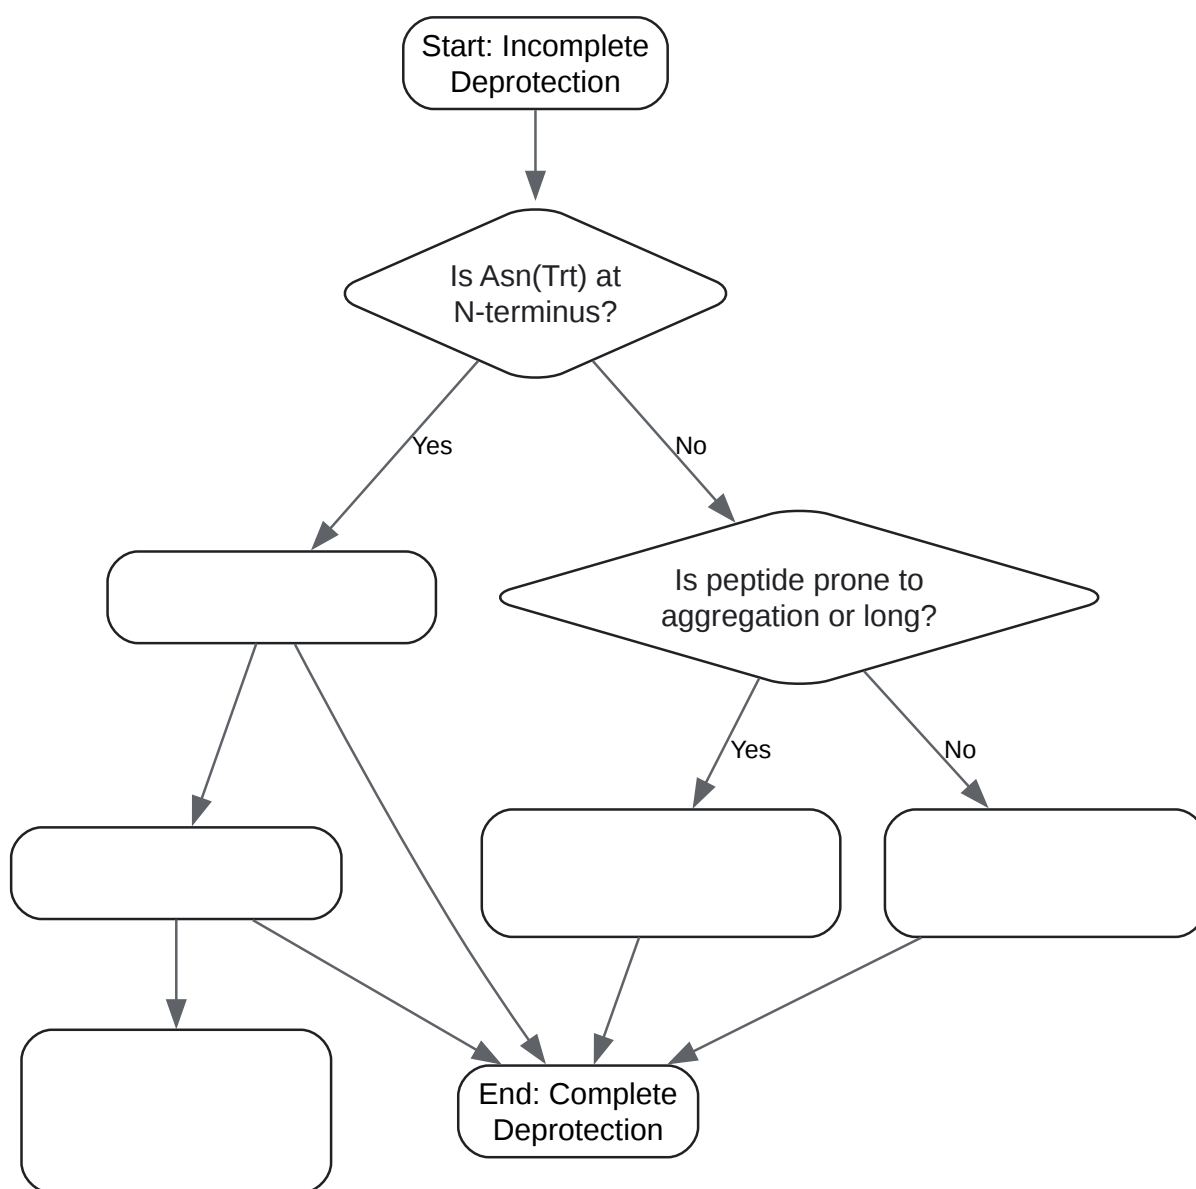 Start: Incomplete
Deprotection
Is Asn(Trt) at
N-terminus?
Yes
No
Is peptide prone to
aggregation or long?
Yes
No
End: Complete
Deprotection